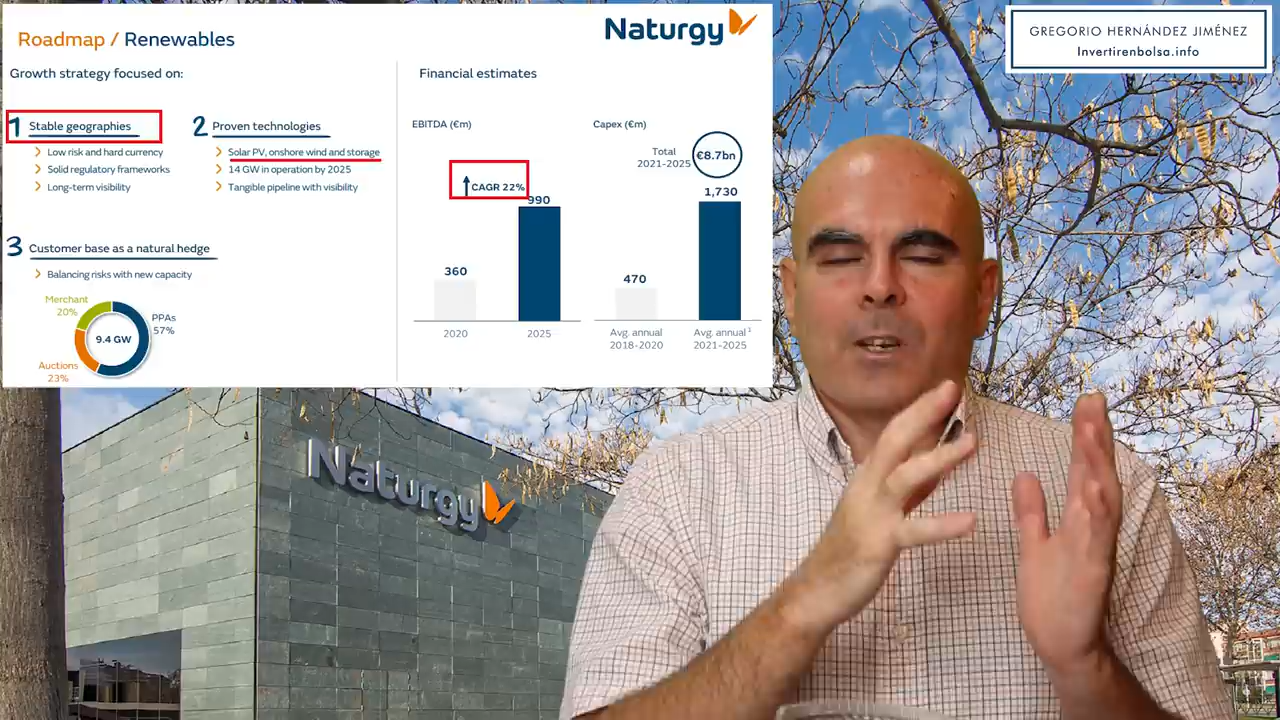 Roadmap / Renewables
Naturgy
Growth strategy focused on:
1 Stable geographies
Low risk and hard currency
Solid regulatory frameworks
Long-term visibility
2 Proven technologies
Solar PV, onshore wind and storage
14 GW in operation by 2025
Tangible pipeline with visibility
3 Customer base as a natural hedge
Balancing risks with new capacity
Merchant
20%
PPAs
57%
9.4 GW
Auctions
23%
Financial estimates
EBITDA (€m)
CAGR 22%
990
360
2020
2025
Capex (€m)
Total
2021-2025
€8.7bn
1,730
470
Avg. annual
2018-2020
Avg. annual 1
2021-2025
GREGORIO HERNÁNDEZ JIMÉNEZ
Invertirenbolsa.info
Naturgy